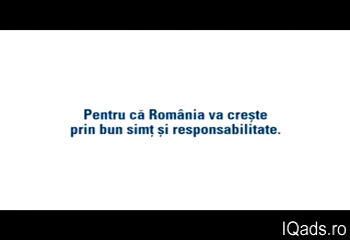 Pentru că România va crește
prin bun simț și responsabilitate.
IQads.ro